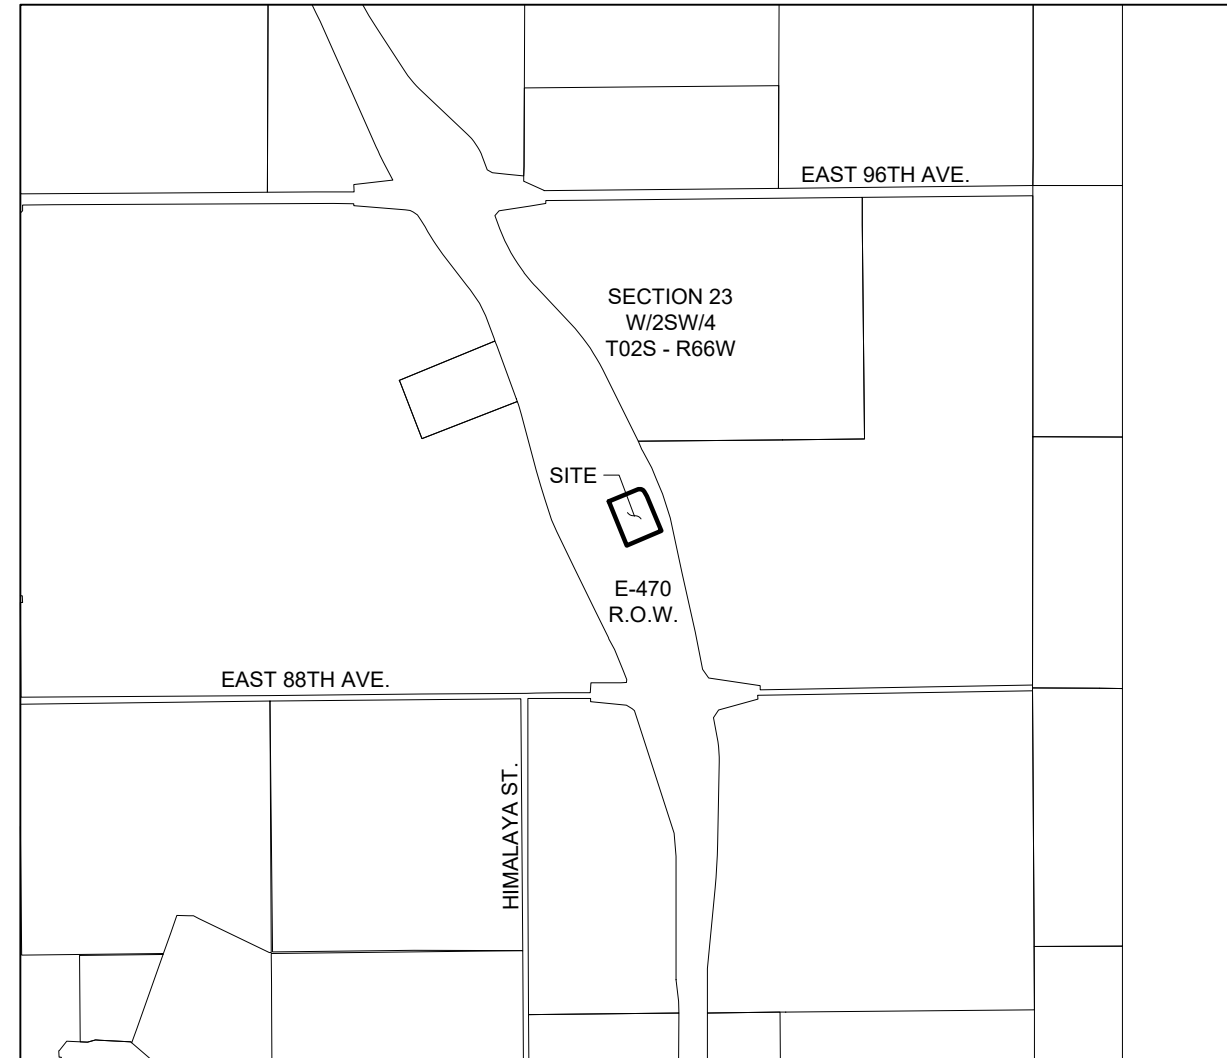 EAST 96TH AVE.
SECTION 23
W/2SW/4
T02S - R66W
SITE
E-470
R.O.W.
EAST 88TH AVE.
HIMALAYA ST.